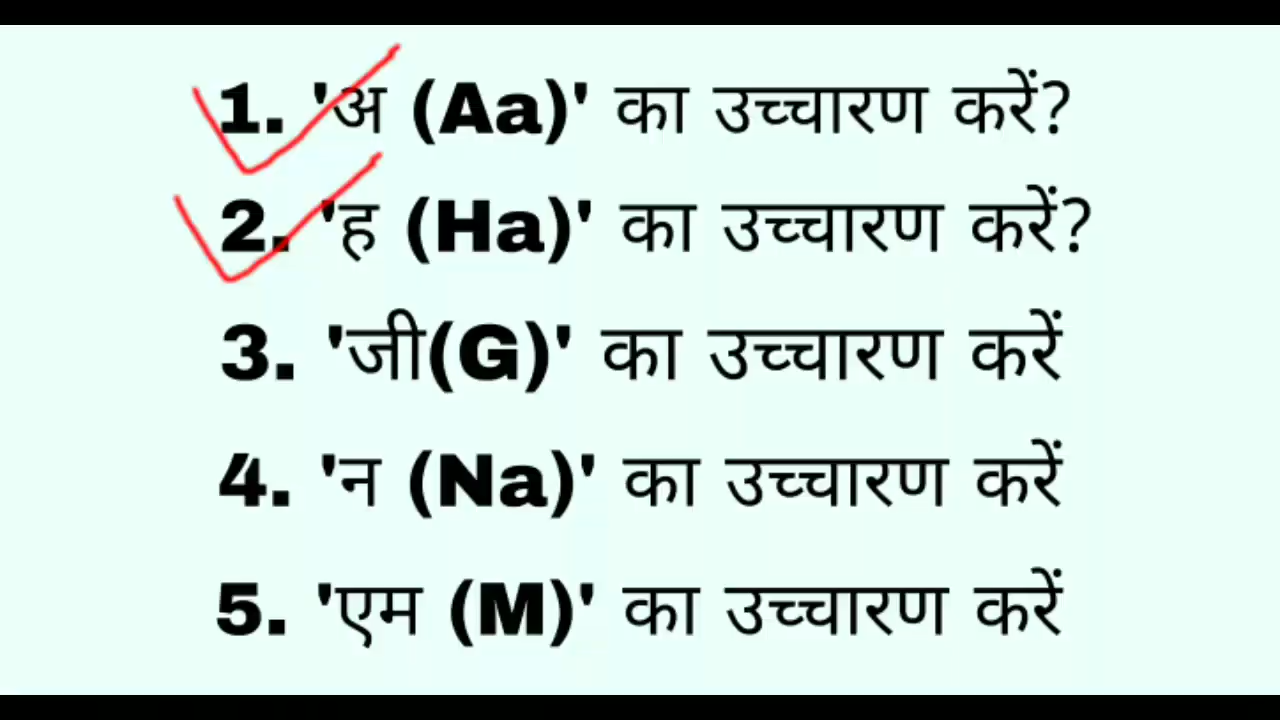 1. 'अ (Aa)' का उच्चारण करें?
2. 'ह (Ha)' का उच्चारण करें?
3. 'जी(G)' का उच्चारण करें
4. 'न (Na)' का उच्चारण करें
5. 'एम (M)' का उच्चारण करें